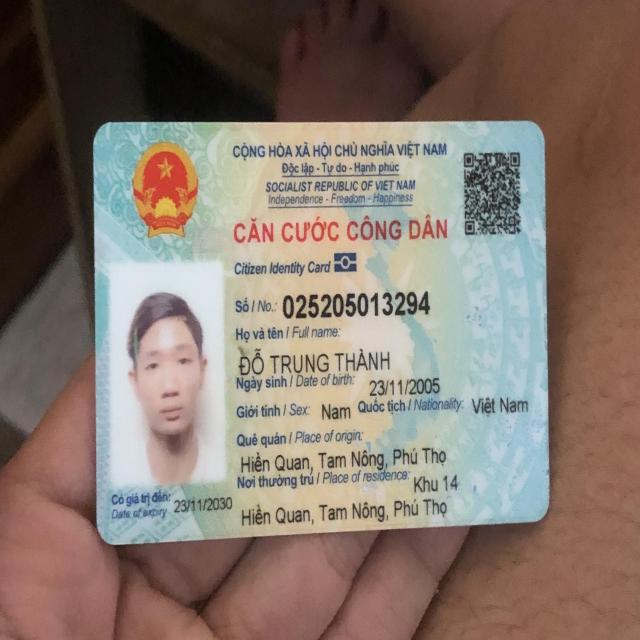 CỘNG HÒA XÃ HỘI CHỦ NGHĨA VIỆT NAM
Độc lập - Tự do - Hạnh phúc
SOCIALIST REPUBLIC OF VIET NAM
Independence - Freedom - Happiness
CĂN CƯỚC CÔNG DÂN
Citizen Identity Card
Số / No.: 025205013294
Họ và tên / Full name:
ĐỖ TRUNG THÀNH
Ngày sinh / Date of birth: 23/11/2005
Giới tính / Sex: Nam Quốc tịch / Nationality: Việt Nam
Quê quán / Place of origin:
Hiền Quan, Tam Nông, Phú Thọ
Nơi thường trú / Place of residence: Khu 14
Hiền Quan, Tam Nông, Phú Thọ
Có giá trị đến: 23/11/2030
Date of expiry